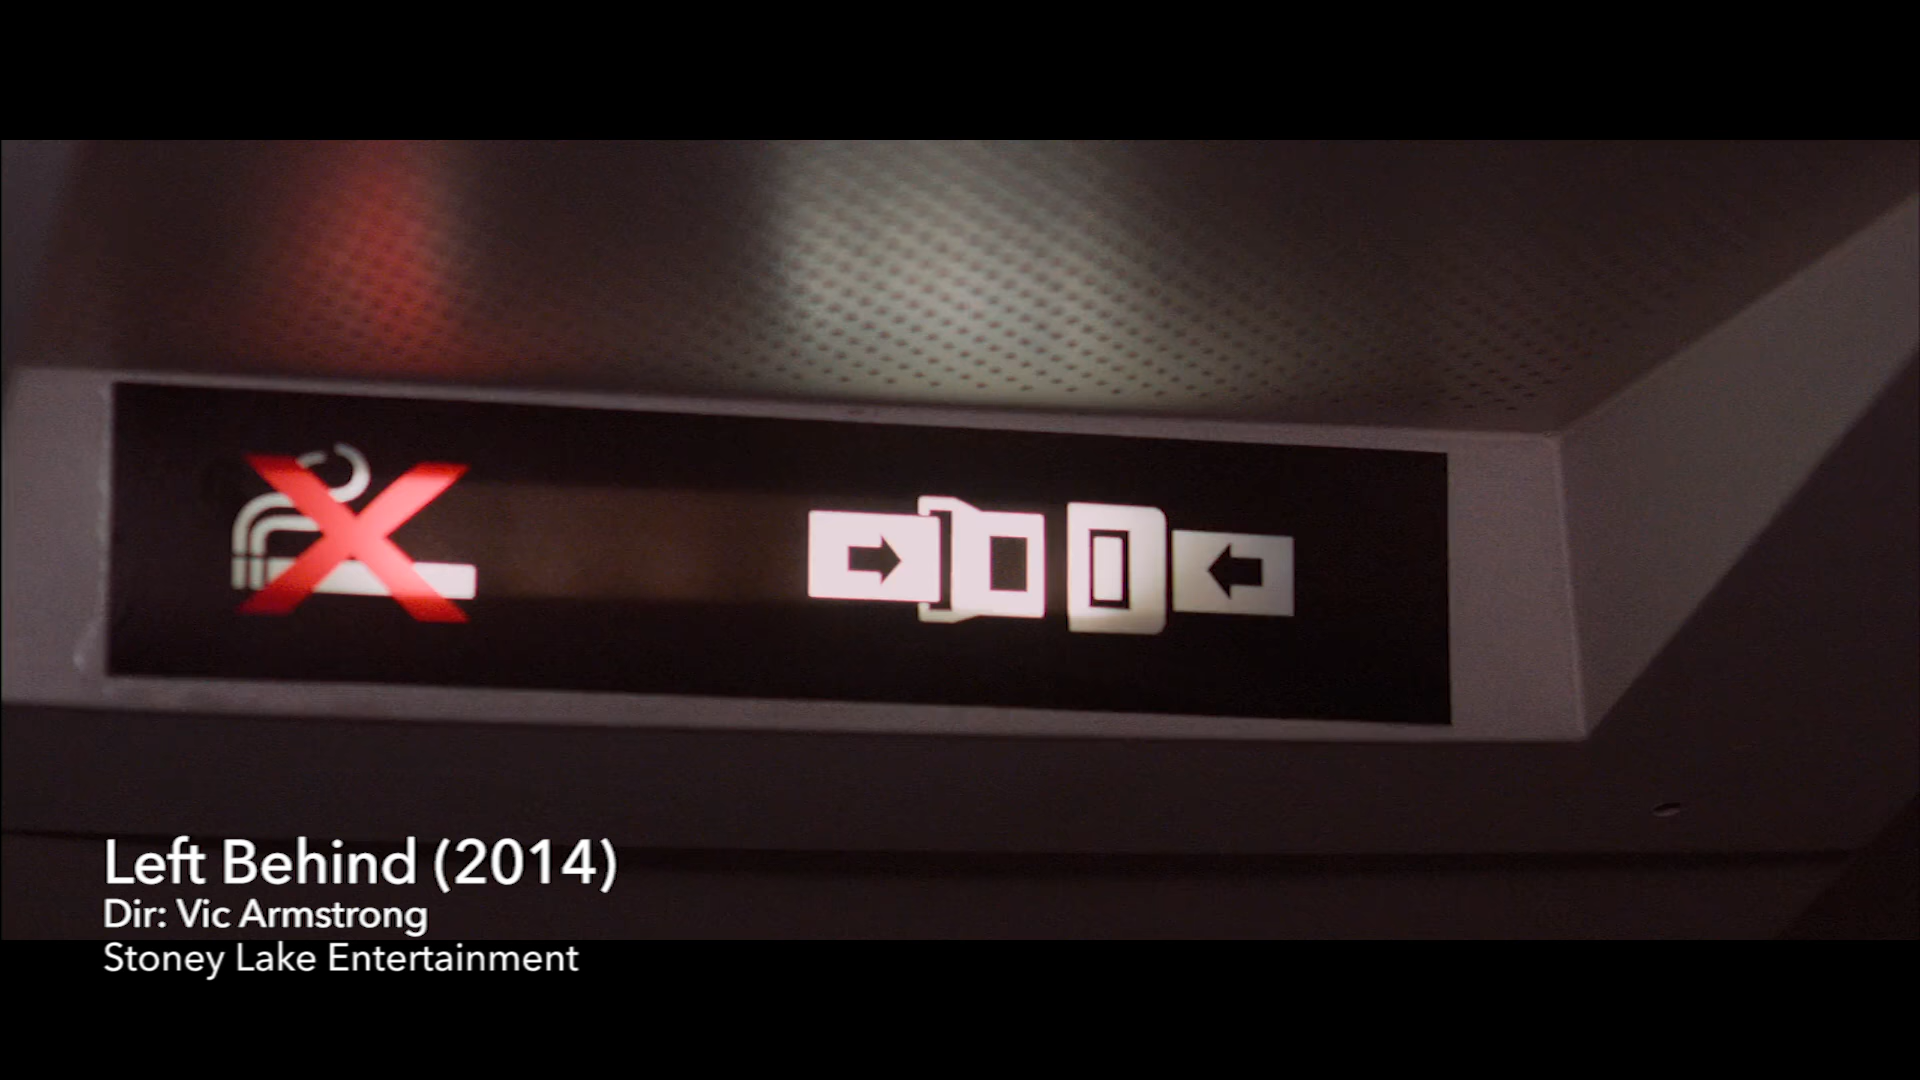 Left Behind (2014)
Dir: Vic Armstrong
Stoney Lake Entertainment